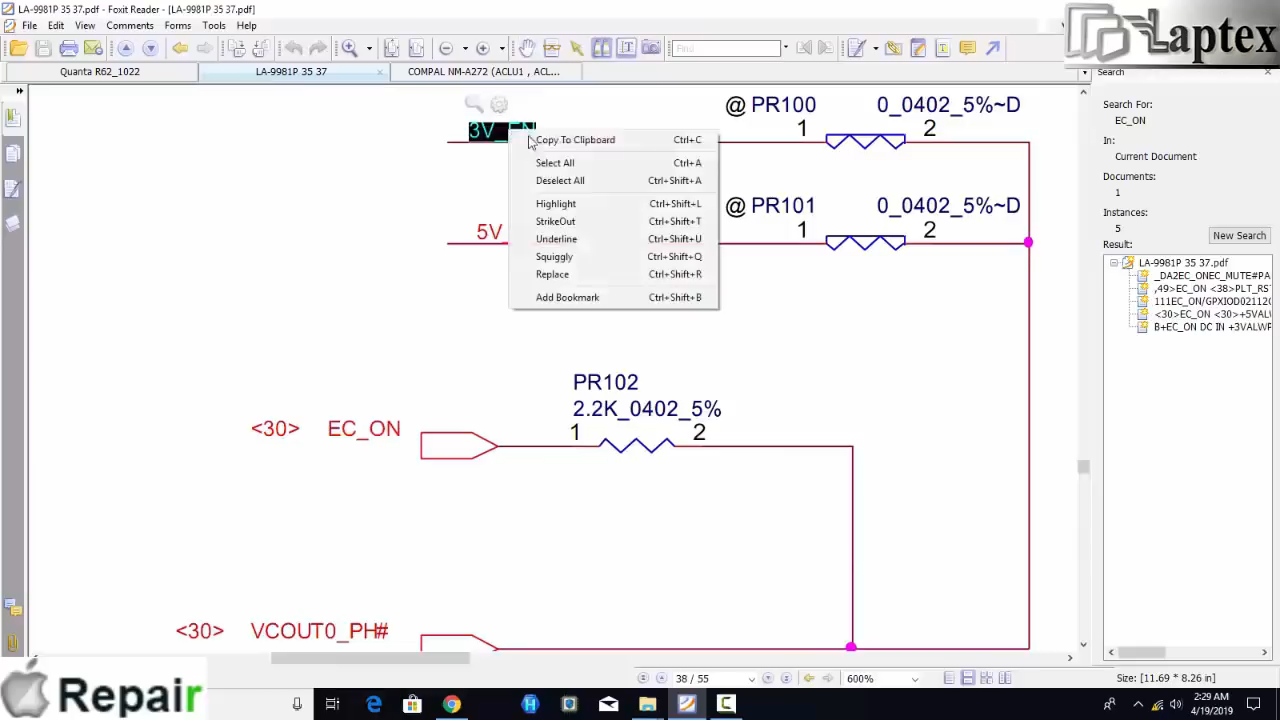 LA-9981P 35 37.pdf - Foxit Reader - [LA-9981P 35 37.pdf]
File Edit View Comments Forms Tools Help
Laptex
Find
Quanta R62_1022
LA-9981P 35 37
COMPAL NM-A272 (ACLU1 , ACL...
Search
3V_EN
Copy To Clipboard Ctrl+C
Select All Ctrl+A
Deselect All Ctrl+Shift+A
Highlight Ctrl+Shift+L
StrikeOut Ctrl+Shift+T
Underline Ctrl+Shift+U
Squiggly Ctrl+Shift+Q
Replace Ctrl+Shift+R
Add Bookmark Ctrl+Shift+B
5V_
@ PR100 0_0402_5%~D
1 2
@ PR101 0_0402_5%~D
1 2
PR102
2.2K_0402_5%
1 2
<30> EC_ON
<30> VCOUT0_PH#
Search For:
EC_ON
In:
Current Document
Documents:
1
Instances:
5
New Search
Result:
LA-9981P 35 37.pdf
_DA2EC_ONEC_MUTE#PA
,49>EC_ON <38>PLT_RS
111EC_ON/GPXIOD02112
<30>EC_ON <30>+5VALW
B+EC_ON DC IN +3VALWP
38 / 55
600%
Size: [11.69 * 8.26 in]
Repair
2:29 AM
4/19/2019